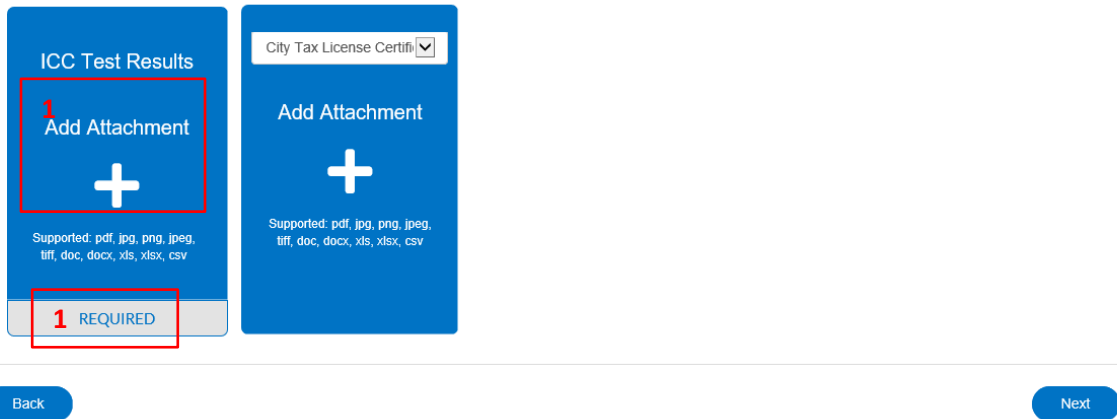 ICC Test Results
1
Add Attachment
Supported: pdf, jpg, png, jpeg,
tiff, doc, docx, xls, xlsx, csv
1 REQUIRED
City Tax License Certifi
Add Attachment
Supported: pdf, jpg, png, jpeg,
tiff, doc, docx, xls, xlsx, csv
Back
Next